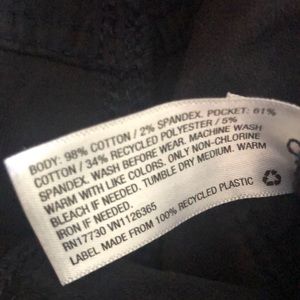 BODY: 98% COTTON / 2% SPANDEX. POCKET: 61%
COTTON / 34% RECYCLED POLYESTER / 5%
SPANDEX. WASH BEFORE WEAR. MACHINE WASH
WARM WITH LIKE COLORS. ONLY NON-CHLORINE
BLEACH IF NEEDED. TUMBLE DRY MEDIUM. WARM
IRON IF NEEDED.
RN17730 VN1126365
LABEL MADE FROM 100% RECYCLED PLASTIC